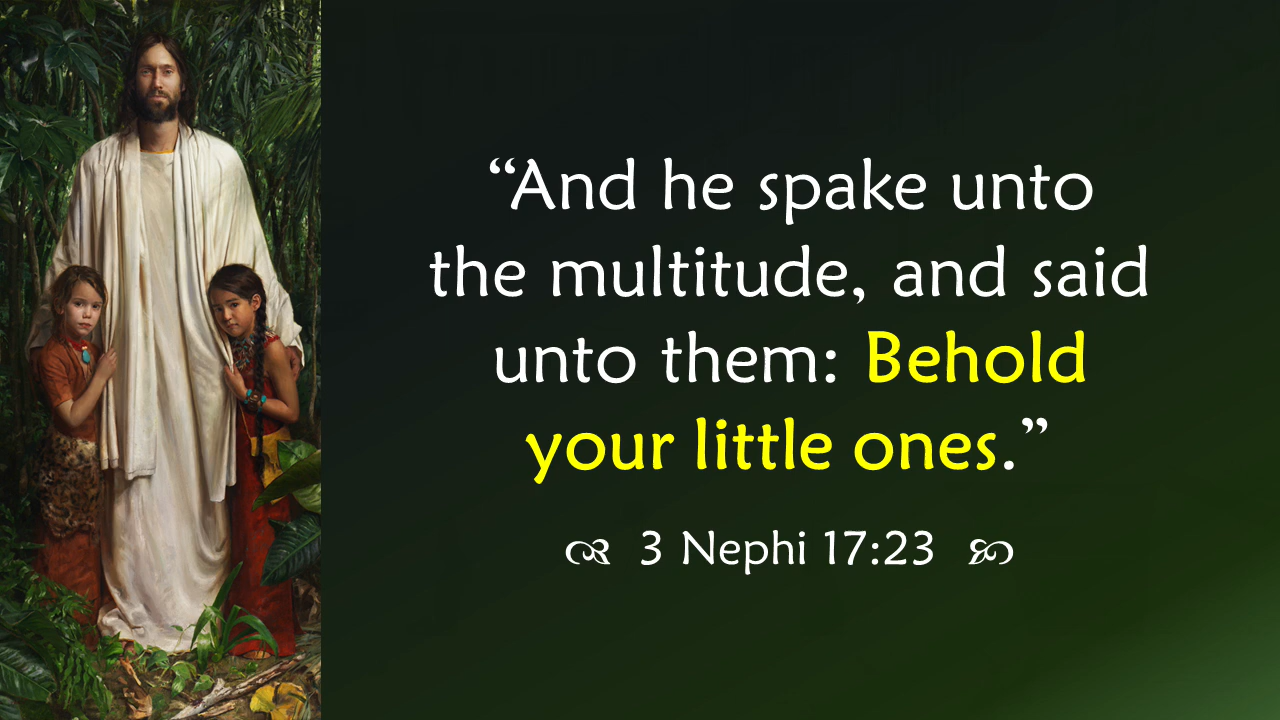 “And he spake unto
the multitude, and said
unto them: Behold
your little ones.”
3 Nephi 17:23